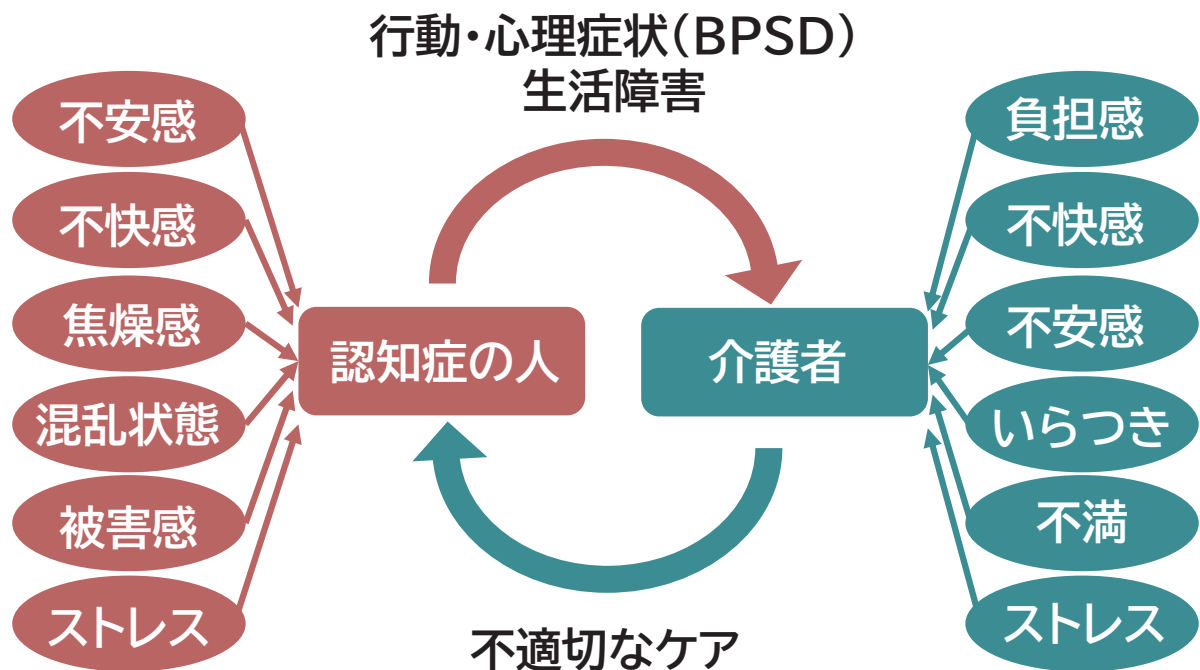 行動・心理症状(BPSD)
生活障害
不安感
不快感
焦燥感
混乱状態
被害感
ストレス
認知症の人
介護者
負担感
不快感
不安感
いらつき
不満
ストレス
不適切なケア